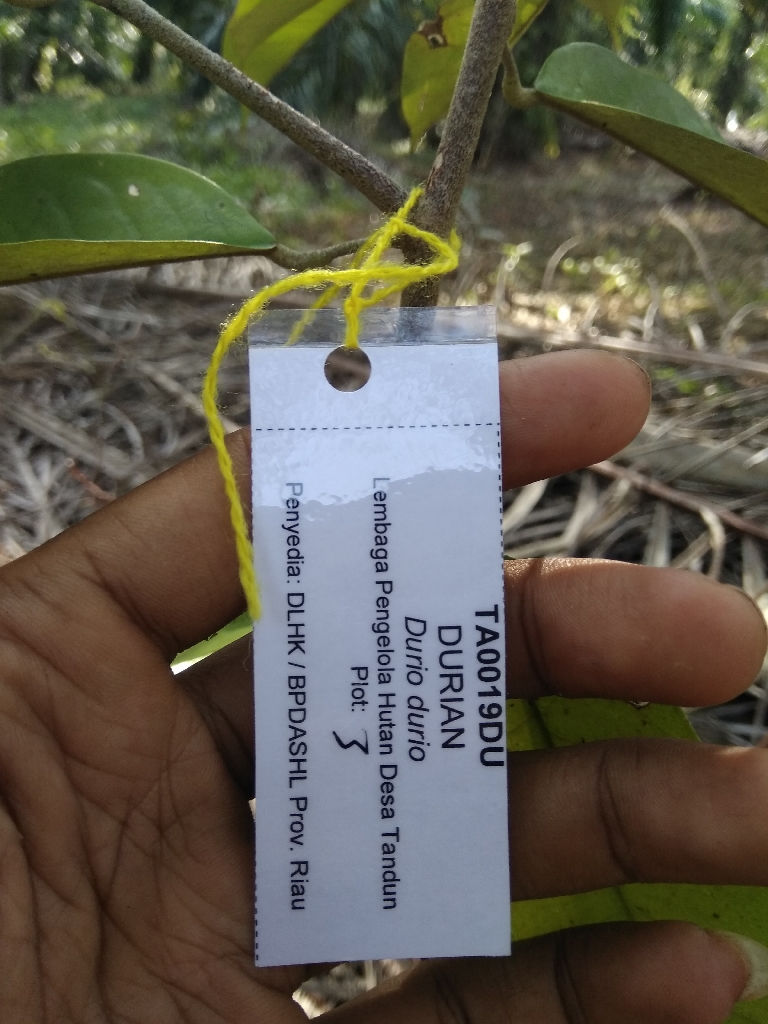 TA0019DU
DURIAN
Durio durio
Lembaga Pengelola Hutan Desa Tandun
Plot: 3
Penyedia: DLHK / BPDASHL Prov. Riau